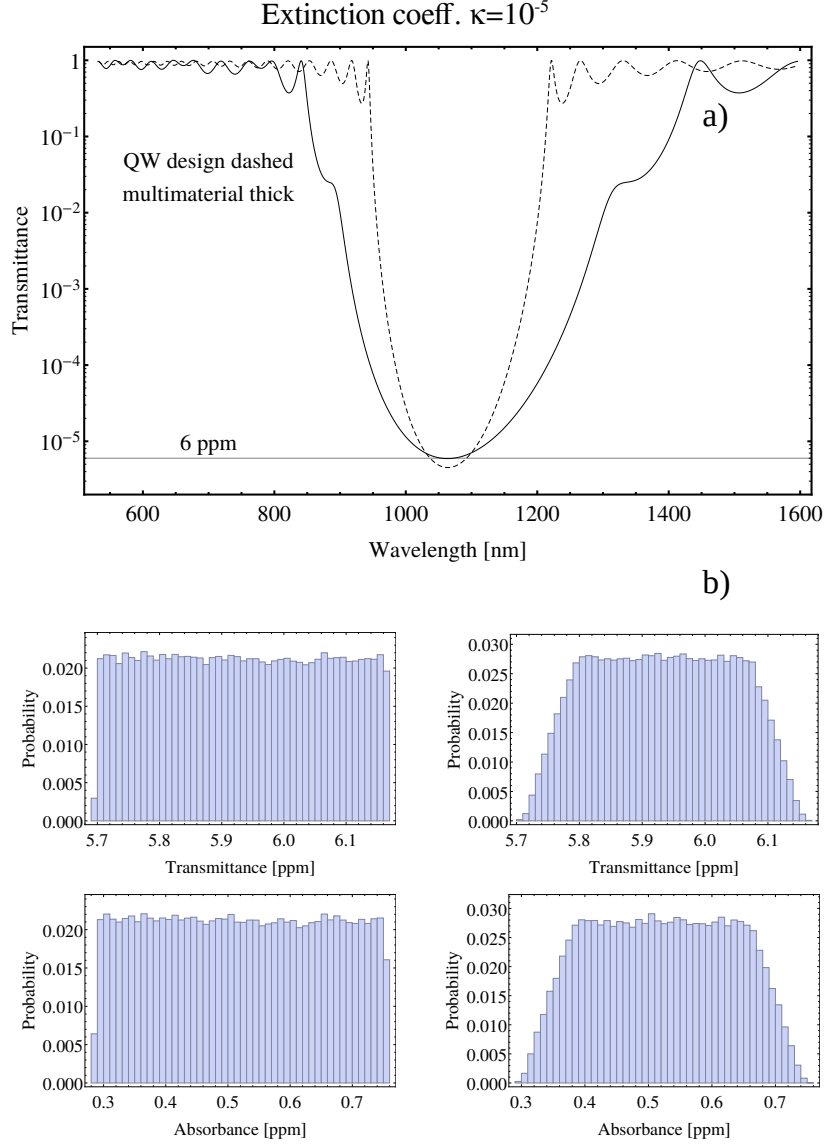 Extinction coeff. κ=10⁻⁵
1
10⁻¹
10⁻²
10⁻³
10⁻⁴
10⁻⁵
Transmittance
a)
QW design dashed
multimaterial thick
6 ppm
600 800 1000 1200 1400 1600
Wavelength [nm]
b)
0.020
0.015
0.010
0.005
0.000
Probability
5.7 5.8 5.9 6.0 6.1
Transmittance [ppm]
0.030
0.025
0.020
0.015
0.010
0.005
0.000
Probability
5.7 5.8 5.9 6.0 6.1
Transmittance [ppm]
0.020
0.015
0.010
0.005
0.000
Probability
0.3 0.4 0.5 0.6 0.7
Absorbance [ppm]
0.030
0.025
0.020
0.015
0.010
0.005
0.000
Probability
0.3 0.4 0.5 0.6 0.7
Absorbance [ppm]